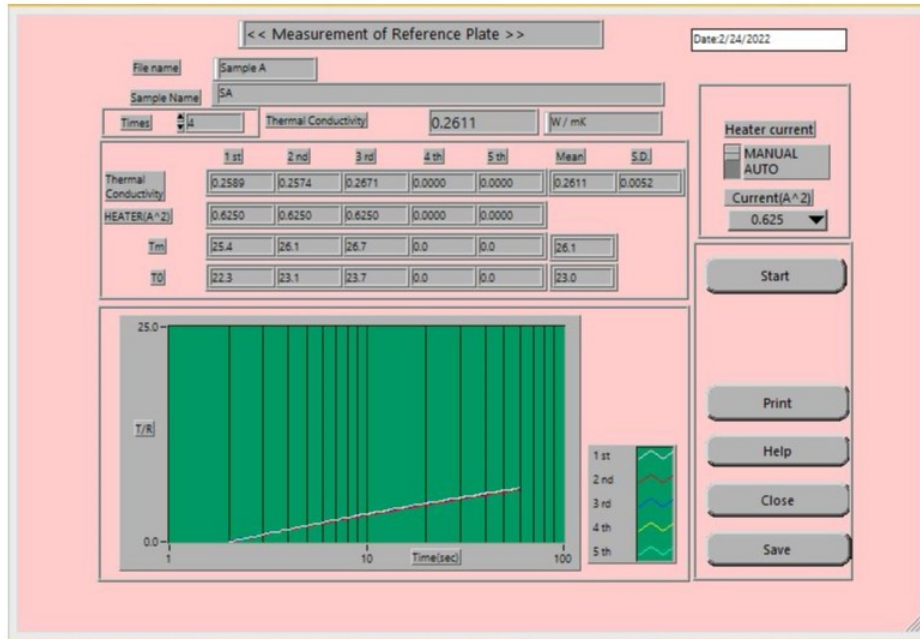 << Measurement of Reference Plate >>
Date:2/24/2022
File name Sample A
Sample Name SA
Times 4 Thermal Conductivity 0.2611 W / mK
1 st 2 nd 3 rd 4 th 5 th Mean S.D.
Thermal Conductivity 0.2589 0.2574 0.2671 0.0000 0.0000 0.2611 0.0052
HEATER(A^2) 0.6250 0.6250 0.6250 0.0000 0.0000
Tm 25.4 26.1 26.7 0.0 0.0 26.1
T0 22.3 23.1 23.7 0.0 0.0 23.0
Heater current
MANUAL
AUTO
Current(A^2)
0.625
Start
Print
Help
Close
Save
25.0
T/R
0.0
1 10 Time(sec) 100
1 st
2 nd
3 rd
4 th
5 th